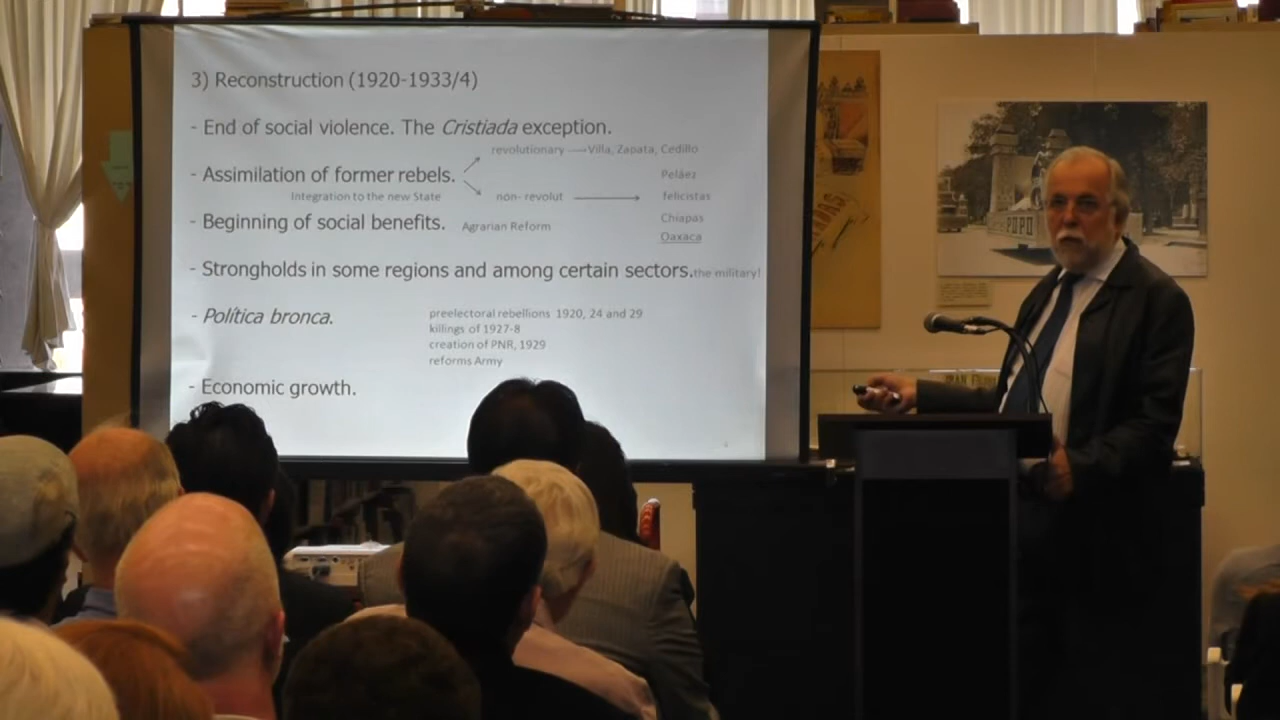 3) Reconstruction (1920-1933/4)
- End of social violence. The Cristiada exception.
revolutionary → Villa, Zapata, Cedillo
- Assimilation of former rebels.
Peláez
Integration to the new State
non- revolut → felicistas
- Beginning of social benefits. Agrarian Reform
Chiapas
Oaxaca
- Strongholds in some regions and among certain sectors. the military!
- Política bronca.
preelectoral rebellions 1920, 24 and 29
killings of 1927-8
creation of PNR, 1929
reforms Army
- Economic growth.